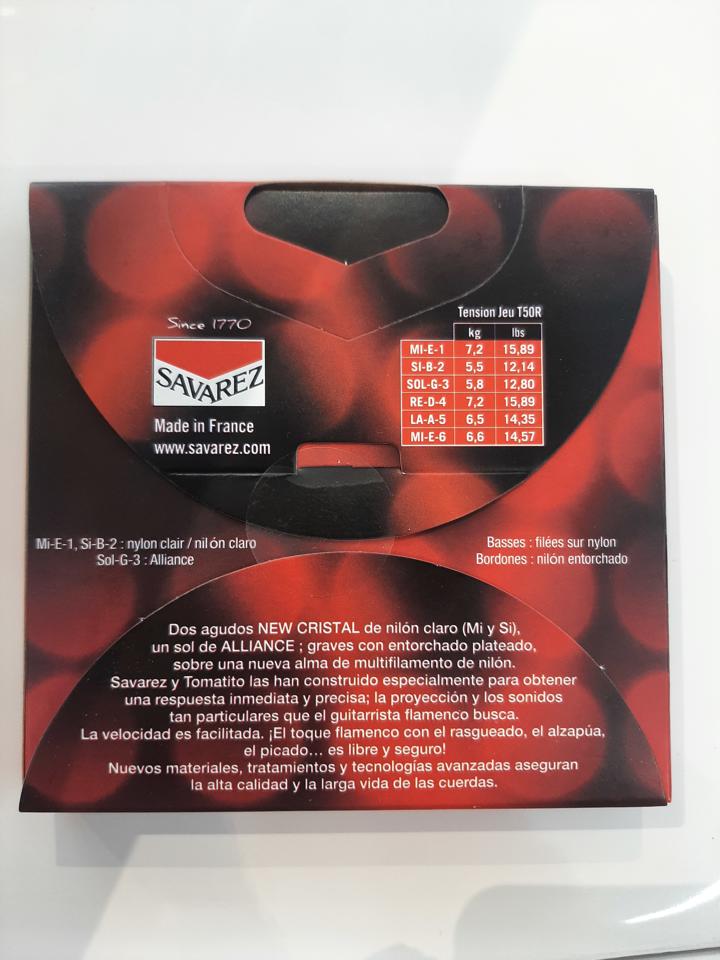 Since 1770
SAVAREZ
Made in France
www.savarez.com
Tension Jeu T50R
kg lbs
MI-E-1 7,2 15,89
SI-B-2 5,5 12,14
SOL-G-3 5,8 12,80
RE-D-4 7,2 15,89
LA-A-5 6,5 14,35
MI-E-6 6,6 14,57
Mi-E-1, Si-B-2 : nylon clair / nilón claro
Sol-G-3 : Alliance
Basses : filées sur nylon
Bordones : nilón entorchado
Dos agudos NEW CRISTAL de nilón claro (Mi y Si),
un sol de ALLIANCE ; graves con entorchado plateado,
sobre una nueva alma de multifilamento de nilón.
Savarez y Tomatito las han construido especialmente para obtener
una respuesta inmediata y precisa; la proyección y los sonidos
tan particulares que el guitarrista flamenco busca.
La velocidad es facilitada. ¡El toque flamenco con el rasgueado, el alzapúa,
el picado... es libre y seguro!
Nuevos materiales, tratamientos y tecnologías avanzadas aseguran
la alta calidad y la larga vida de las cuerdas.